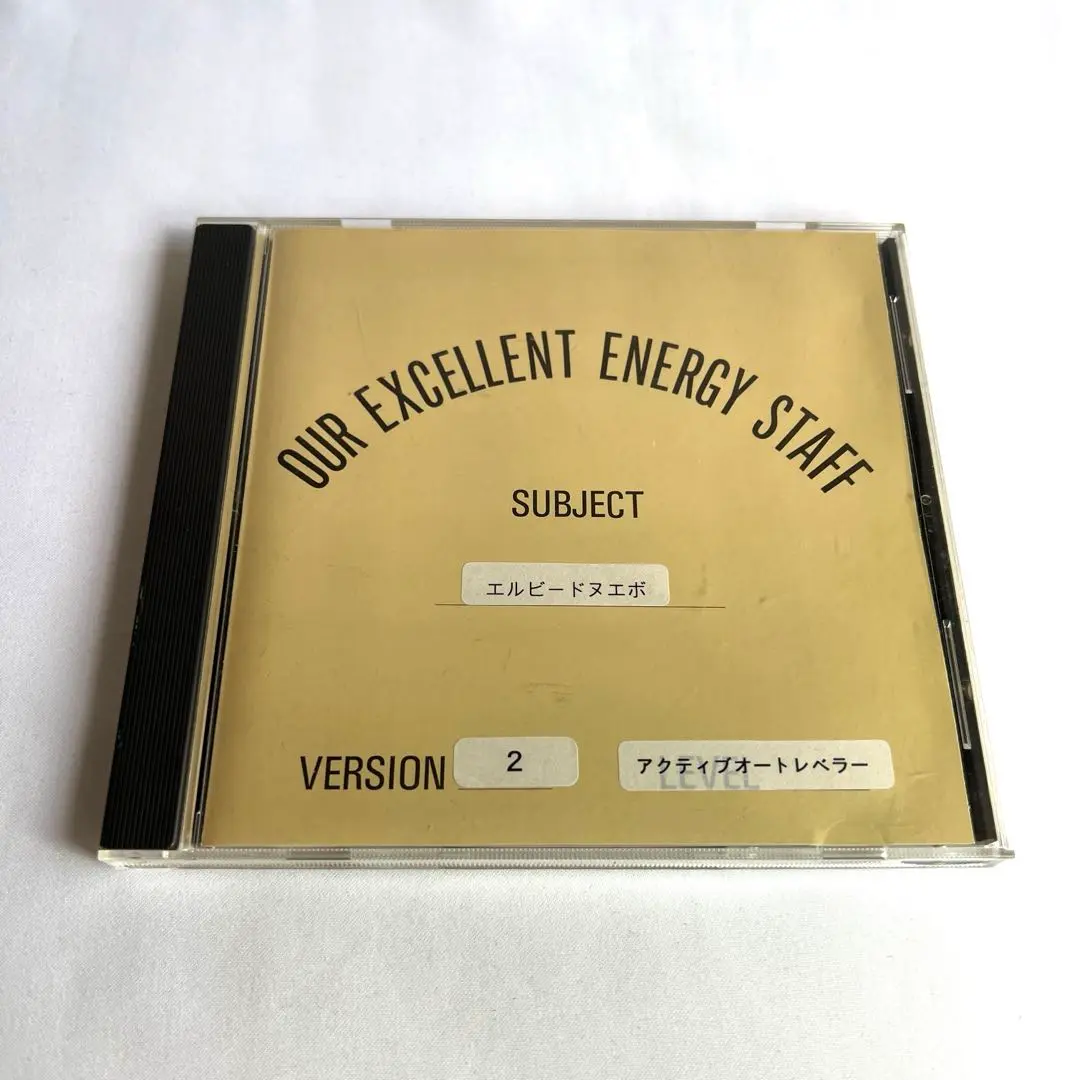 OUR EXCELLENT ENERGY STAFF
SUBJECT
エルビードヌエボ
VERSION 2
LEVEL アクティブオートレベラー